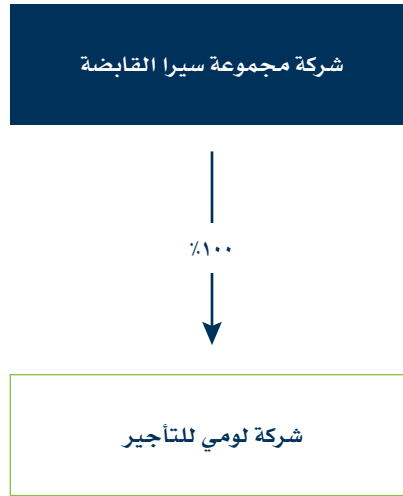 شركة مجموعة سيرا القابضة
٪١٠٠
شركة لومي للتأجير